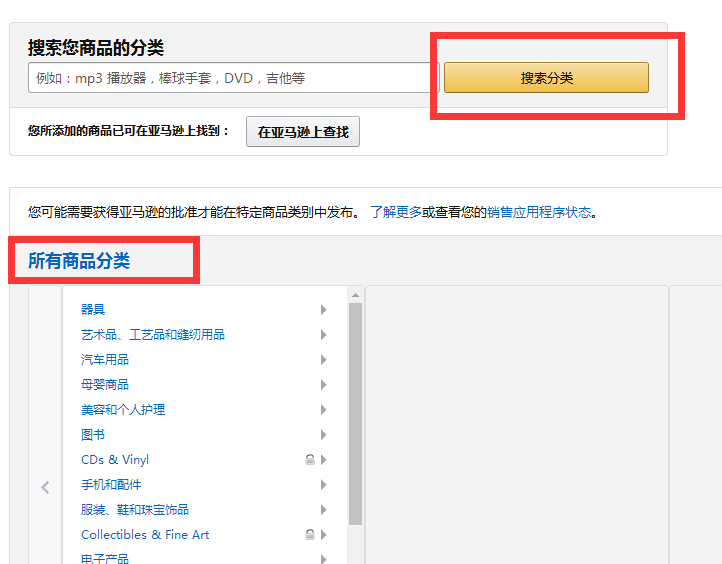 搜索您商品的分类
例如：mp3 播放器，棒球手套，DVD，吉他等
搜索分类
您所添加的商品已可在亚马逊上找到：
在亚马逊上查找
您可能需要获得亚马逊的批准才能在特定商品类别中发布。 了解更多或查看您的销售应用程序状态。
所有商品分类
器具
艺术品、工艺品和缝纫用品
汽车用品
母婴商品
美容和个人护理
图书
CDs & Vinyl
手机和配件
服装、鞋和珠宝饰品
Collectibles & Fine Art
电子产品